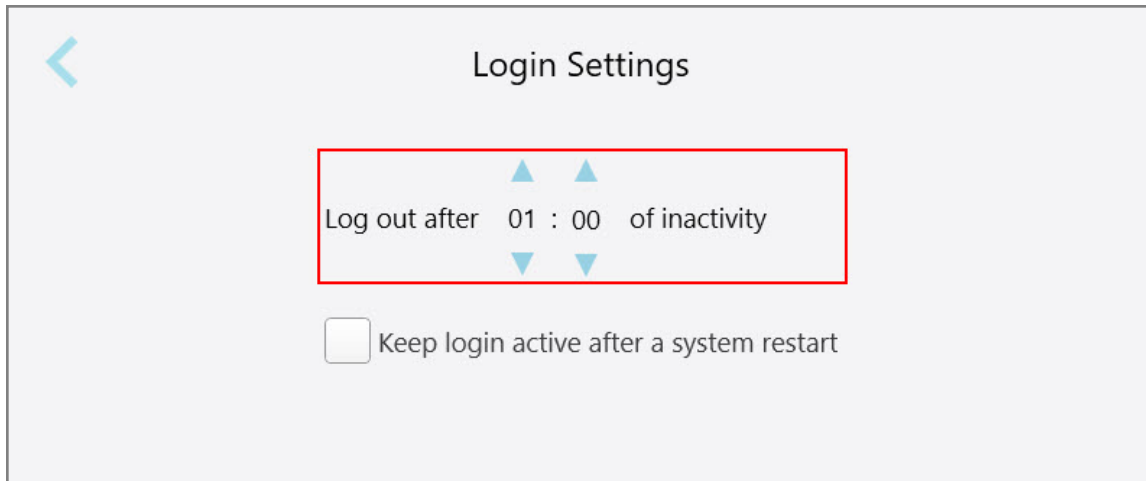 Login Settings
Log out after 01 : 00 of inactivity
Keep login active after a system restart